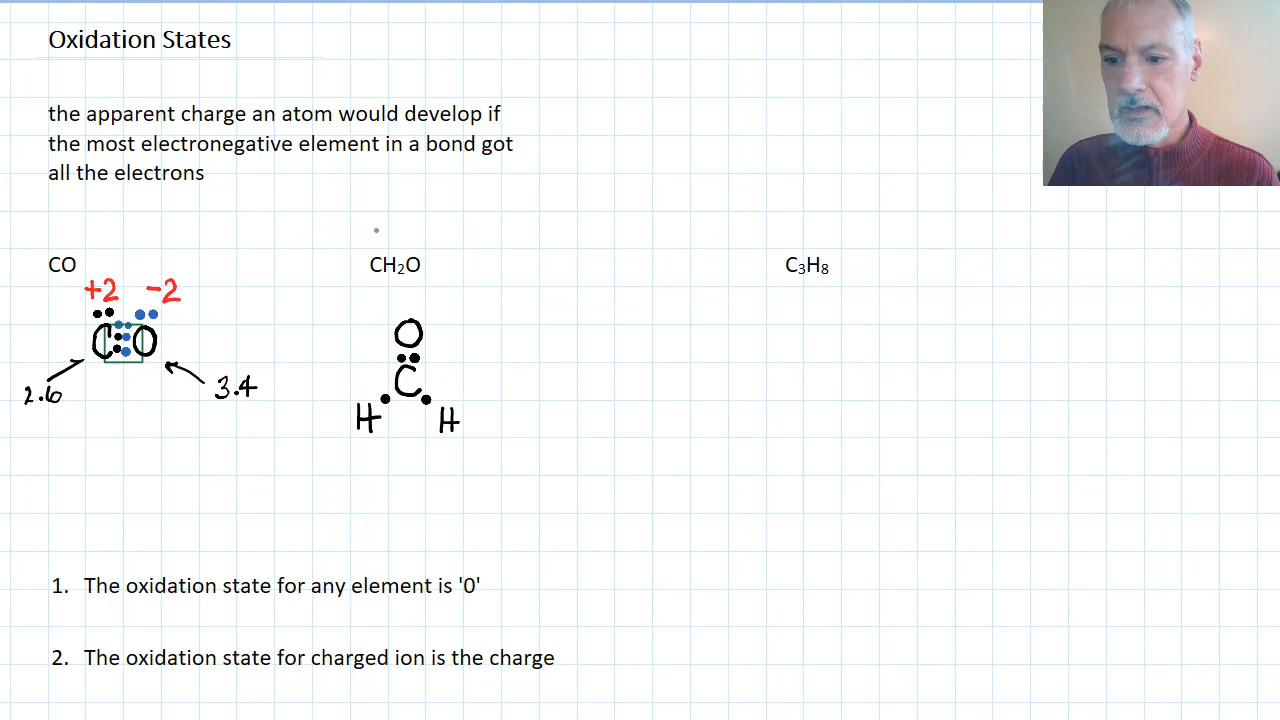 Oxidation States
the apparent charge an atom would develop if
the most electronegative element in a bond got
all the electrons
CO
CH₂O
C₃H₈
+2 -2
C O
2.6
3.4
O
C
H H
1. The oxidation state for any element is '0'
2. The oxidation state for charged ion is the charge